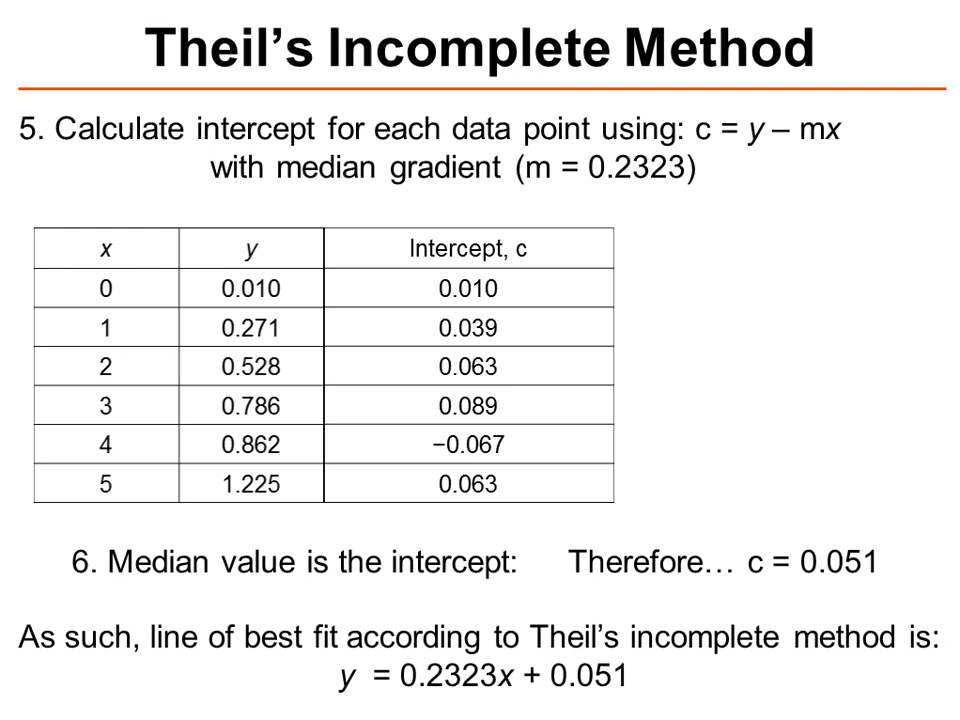 Theil’s Incomplete Method
5. Calculate intercept for each data point using: c = y – mx
with median gradient (m = 0.2323)
x y Intercept, c
0 0.010 0.010
1 0.271 0.039
2 0.528 0.063
3 0.786 0.089
4 0.862 −0.067
5 1.225 0.063
6. Median value is the intercept: Therefore… c = 0.051
As such, line of best fit according to Theil’s incomplete method is:
y = 0.2323x + 0.051